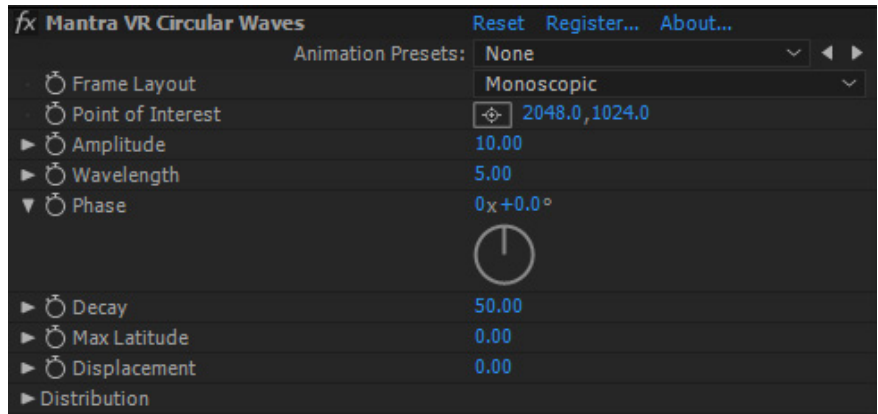 fx Mantra VR Circular Waves Reset Register... About...
Animation Presets: None
Frame Layout Monoscopic
Point of Interest 2048.0,1024.0
Amplitude 10.00
Wavelength 5.00
Phase 0x+0.0°
Decay 50.00
Max Latitude 0.00
Displacement 0.00
Distribution